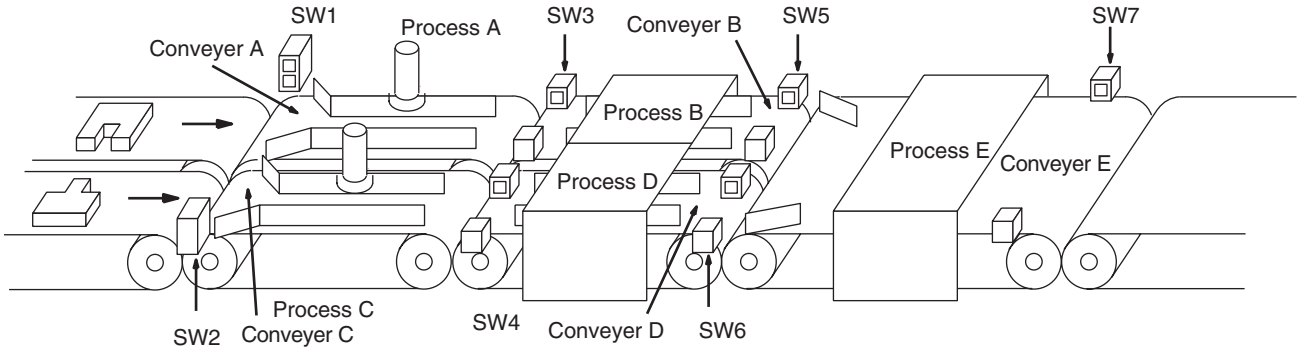 SW1
Process A
SW3
Conveyer B
SW5
SW7
Conveyer A
Process B
Process E
Conveyer E
Process D
Process C
SW2
Conveyer C
SW4
Conveyer D
SW6